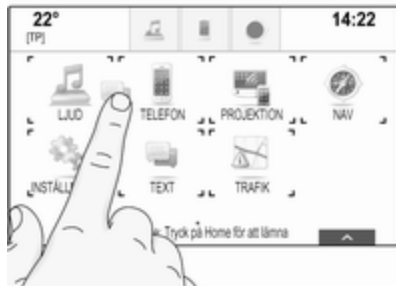 22° 14:22
[TP]
LJUD TELEFON PROJEKTION NAV
TEXT TRAFIK
Tryck på Home för att lämna